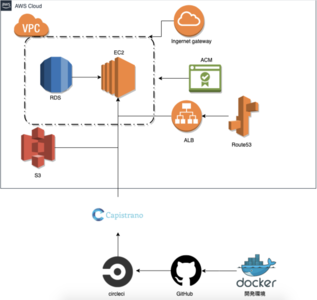 AWS Cloud
VPC
Ingernet gateway
EC2
ACM
RDS
ALB
Route53
S3
Capistrano
docker
circleci
GitHub
開発環境